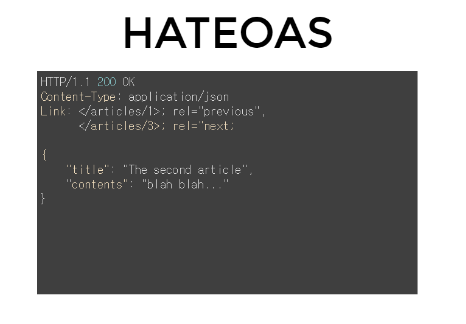 HATEOAS
HTTP/1.1 200 OK
Content-Type: application/json
Link: </articles/1>; rel="previous",
</articles/3>; rel="next;
{
"title": "The second article",
"contents": "blah blah..."
}